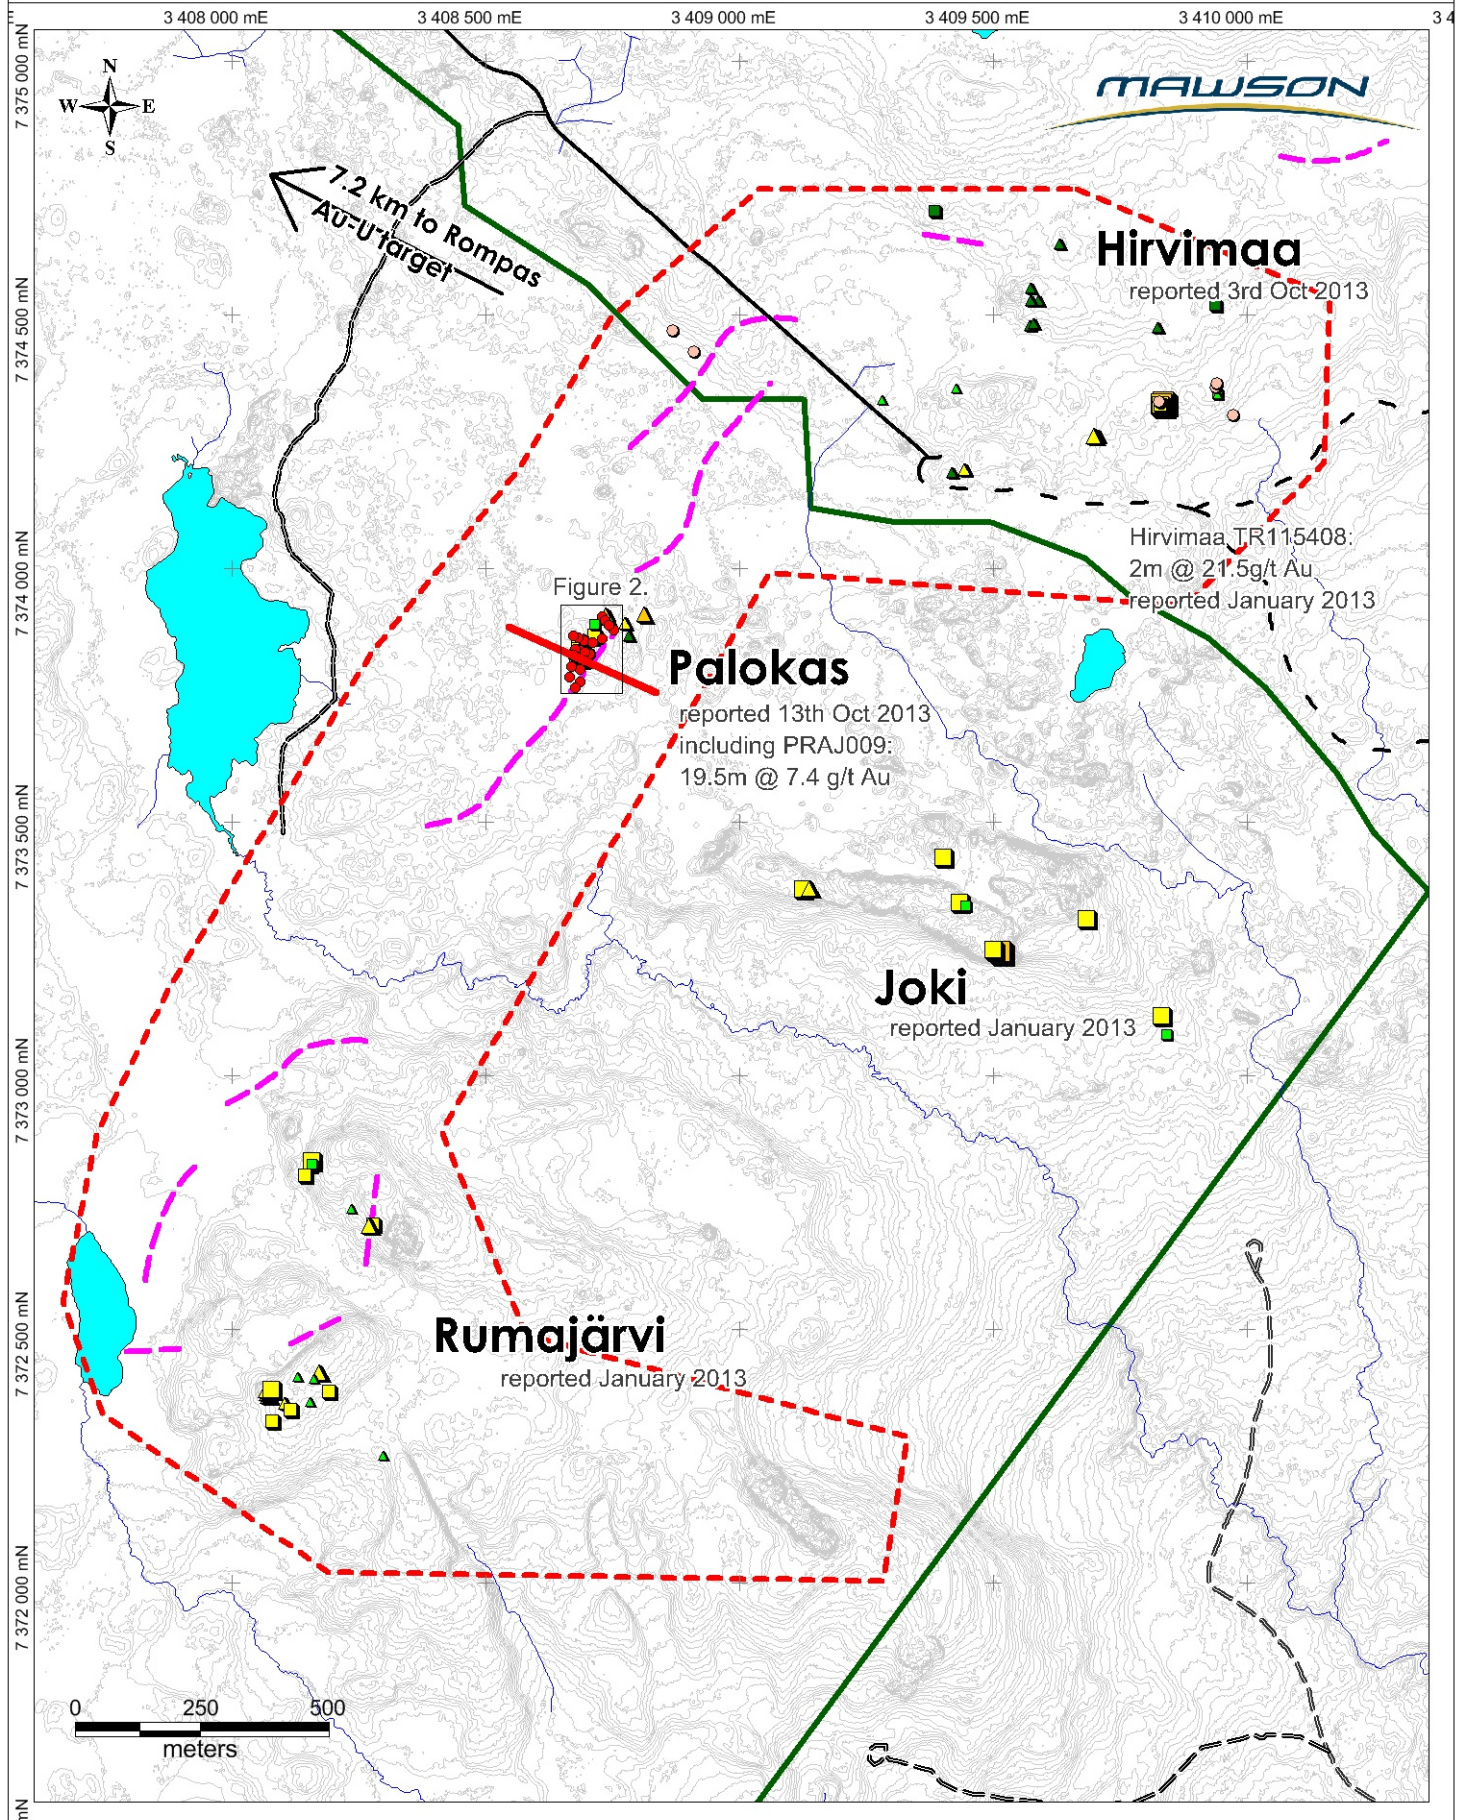 3 408 000 mE
3 408 500 mE
3 409 000 mE
3 409 500 mE
3 410 000 mE
3 4
7 375 000 mN
N
W
E
S
MAWSON
7.2 km to Rompas
Au-U target
Hirvimaa
reported 3rd Oct 2013
7 374 500 mN
7 374 000 mN
Hirvimaa TR115408:
2m @ 21.5g/t Au
reported January 2013
Figure 2.
Palokas
reported 13th Oct 2013
including PRAJ009:
19.5m @ 7.4 g/t Au
7 373 500 mN
Joki
reported January 2013
7 373 000 mN
Rumajärvi
reported January 2013
7 372 500 mN
7 372 000 mN
0
250
500
meters
mN